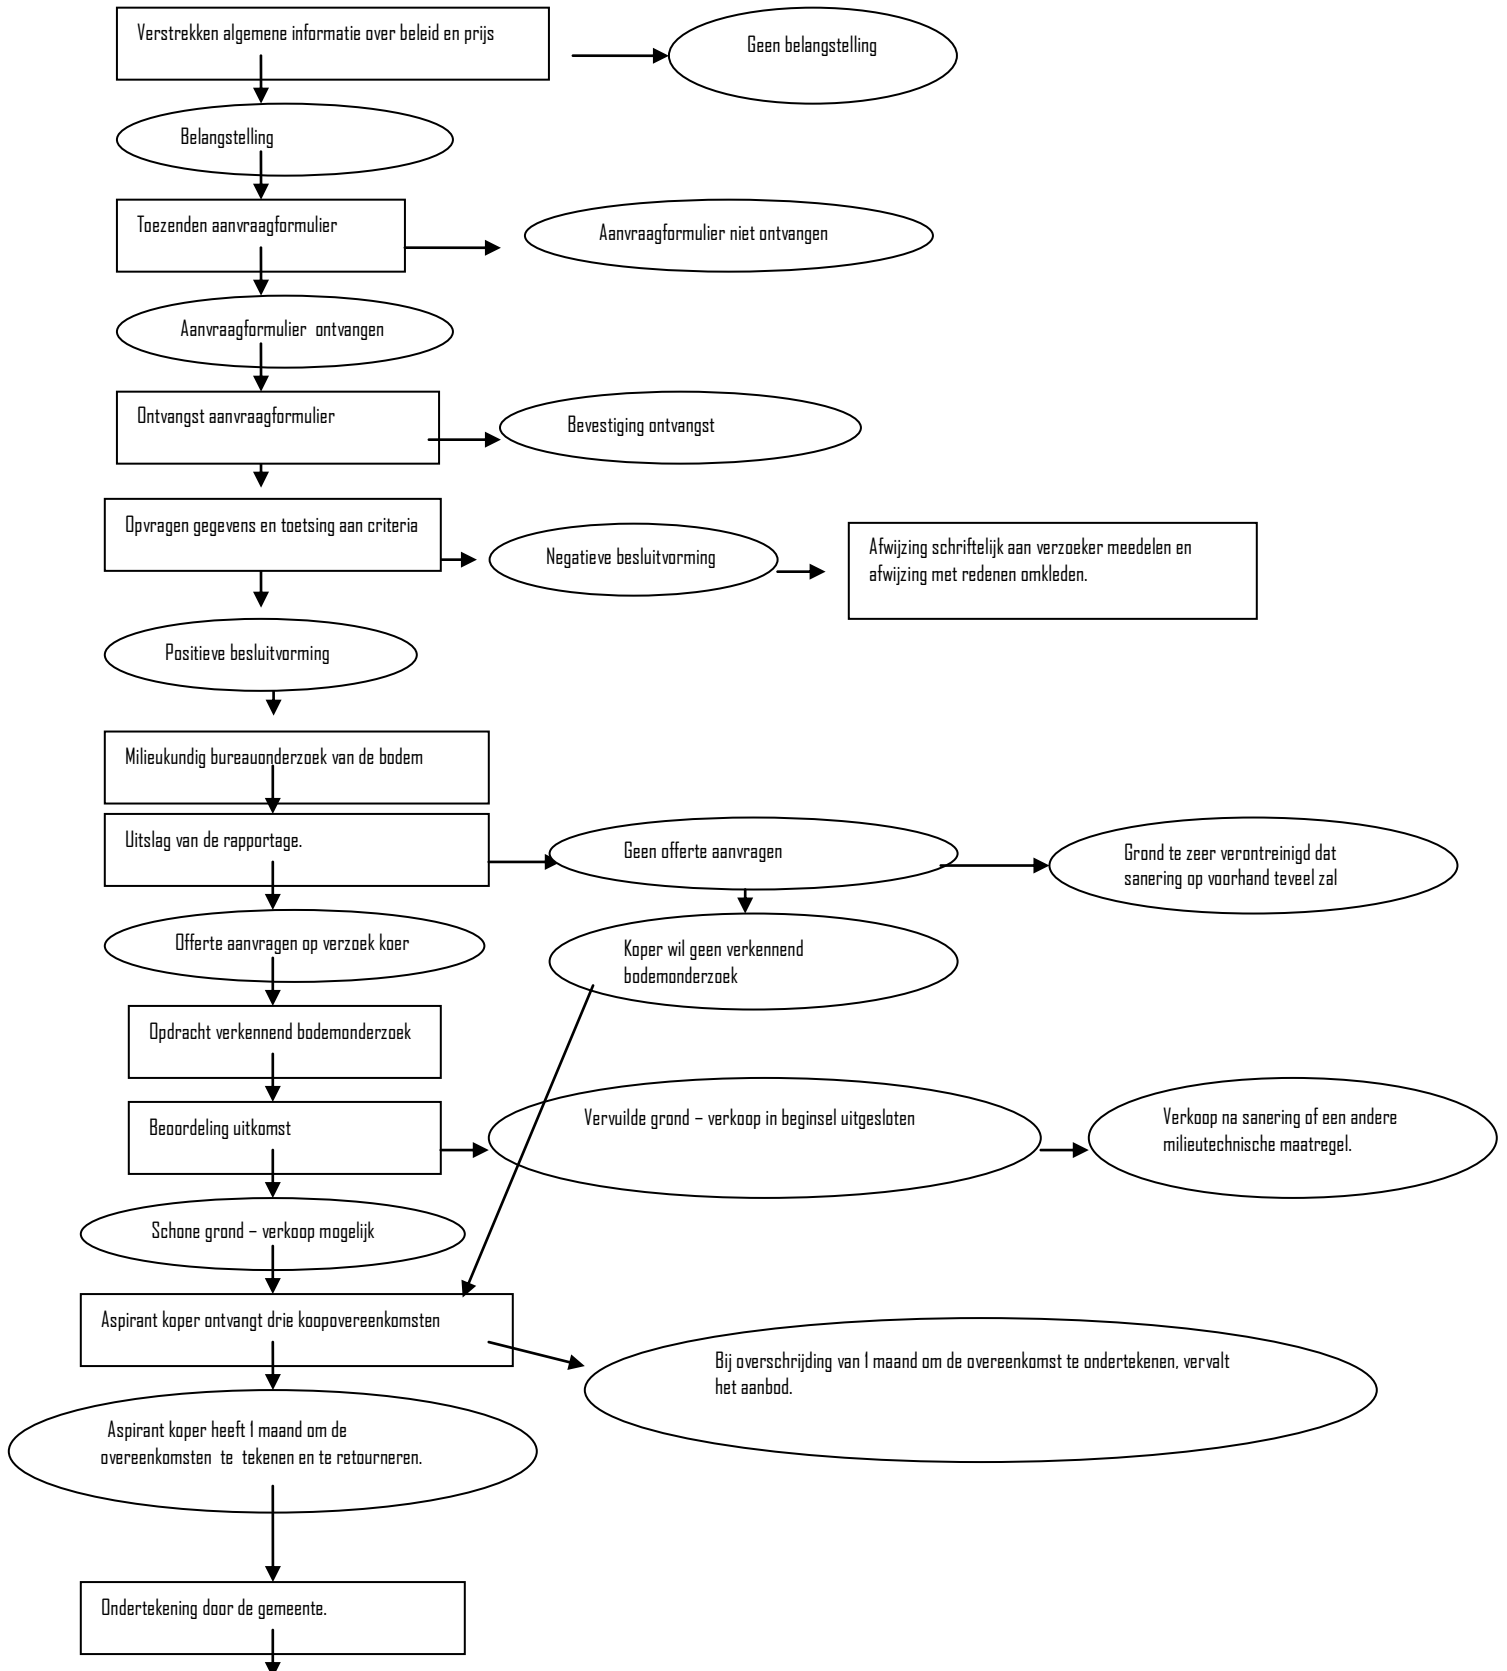 Verstrekken algemene informatie over beleid en prijs
Geen belangstelling
Belangstelling
Toezenden aanvraagformulier
Aanvraagformulier niet ontvangen
Aanvraagformulier ontvangen
Ontvangst aanvraagformulier
Bevestiging ontvangst
Opvragen gegevens en toetsing aan criteria
Negatieve besluitvorming
Afwijzing schriftelijk aan verzoeker meedelen en
afwijzing met redenen omkleden.
Positieve besluitvorming
Milieukundig bureauonderzoek van de bodem
Uitslag van de rapportage.
Geen offerte aanvragen
Grond te zeer verontreinigd dat
sanering op voorhand teveel zal
Offerte aanvragen op verzoek koer
Koper wil geen verkennend
bodemonderzoek
Opdracht verkennend bodemonderzoek
Beoordeling uitkomst
Vervuilde grond – verkoop in beginsel uitgesloten
Verkoop na sanering of een andere
milieutechnische maatregel.
Schone grond – verkoop mogelijk
Aspirant koper ontvangt drie koopovereenkomsten
Bij overschrijding van 1 maand om de overeenkomst te ondertekenen, vervalt
het aanbod.
Aspirant koper heeft 1 maand om de
overeenkomsten te tekenen en te retourneren.
Ondertekening door de gemeente.